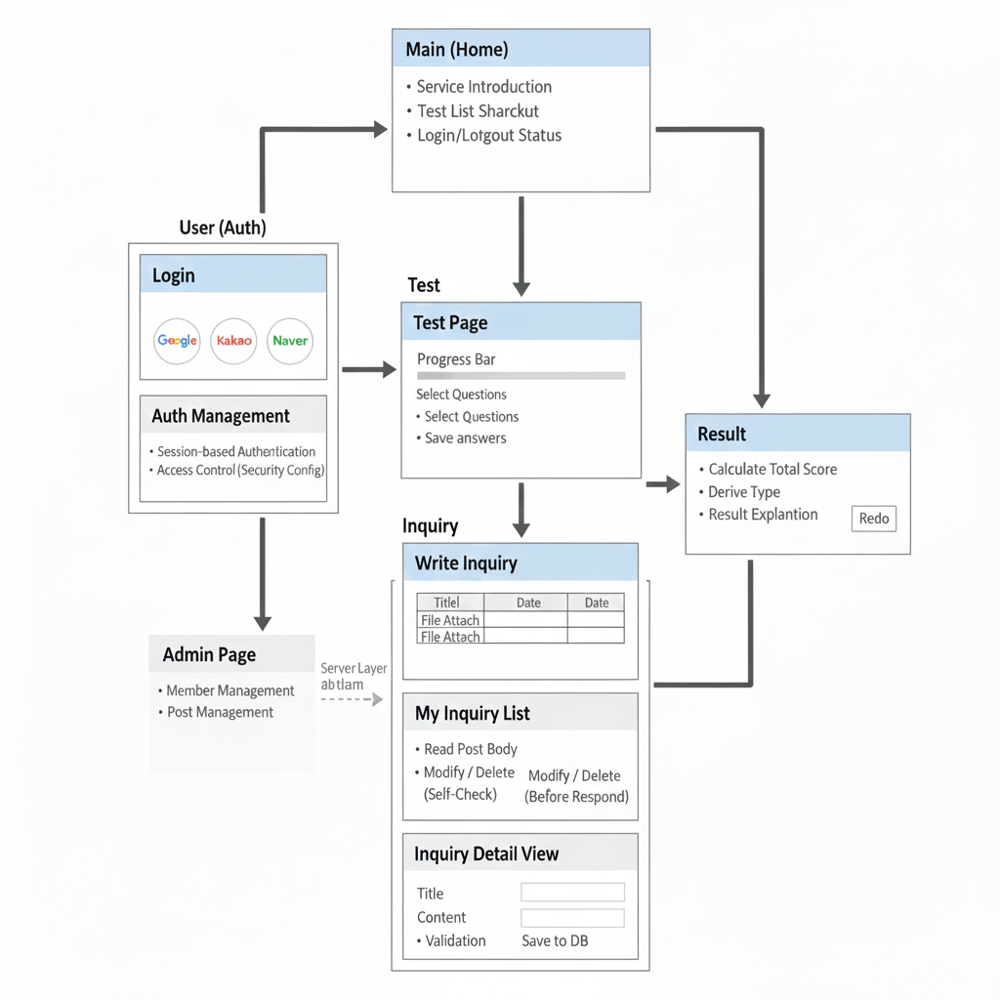 Main (Home)
• Service Introduction
• Test List Sharckut
• Login/Lotgout Status
User (Auth)
Login
Google Kakao Naver
Auth Management
• Session-based Authentication
• Access Control (Security Config)
Test
Test Page
Progress Bar
Select Questions
• Select Questions
• Save answers
Result
• Calculate Total Score
• Derive Type
• Result Explantion
Redo
Inquiry
Write Inquiry
Titlel Date Date
File Attach
Flle Attach
Admin Page
• Member Management
• Post Management
Server Layer
abtlam
My Inquiry List
• Read Post Body
• Modify / Delete
(Self-Check)
Modify / Delete
(Before Respond)
Inquiry Detail View
Title
Content
• Validation Save to DB